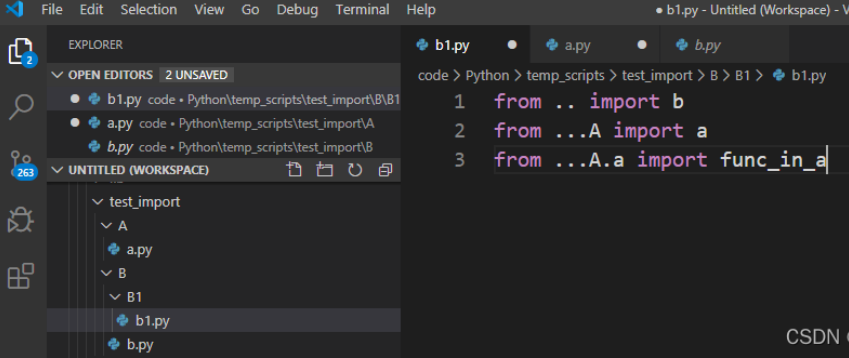 File Edit Selection View Go Debug Terminal Help ● b1.py - Untitled (Workspace) - V
EXPLORER
OPEN EDITORS 2 UNSAVED
● b1.py code • Python\temp_scripts\test_import\B\B1
● a.py code • Python\temp_scripts\test_import\A
b.py code • Python\temp_scripts\test_import\B
UNTITLED (WORKSPACE)
test_import
A
a.py
B
B1
b1.py
b.py
2
263
b1.py ● a.py ● b.py
code > Python > temp_scripts > test_import > B > B1 > b1.py
1 from .. import b
2 from ...A import a
3 from ...A.a import func_in_a
CSDN